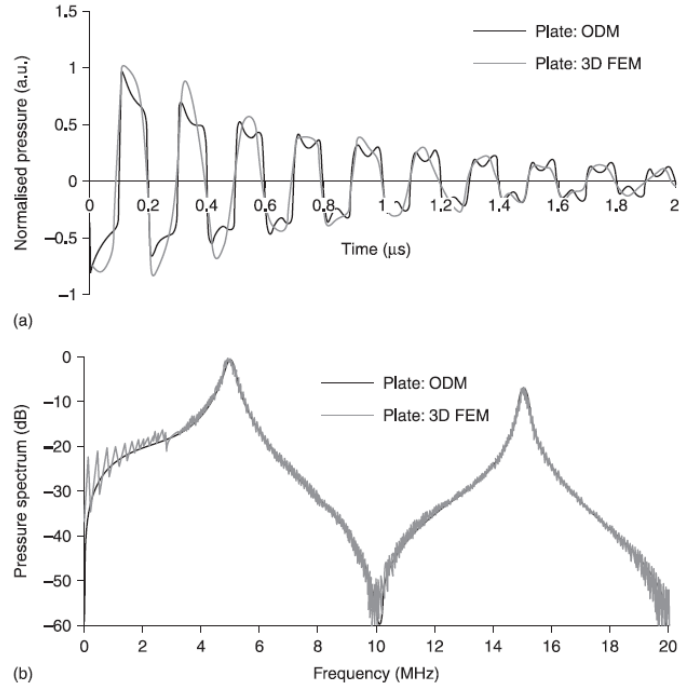 1.5
Plate: ODM
Plate: 3D FEM
1
0.5
0
−0.5
−1
Normalised pressure (a.u.)
0 0.2 0.4 0.6 0.8 1 1.2 1.4 1.6 1.8 2
Time (μs)
(a)
0
−10
−20
−30
−40
−50
−60
Pressure spectrum (dB)
Plate: ODM
Plate: 3D FEM
0 2 4 6 8 10 12 14 16 18 20
Frequency (MHz)
(b)